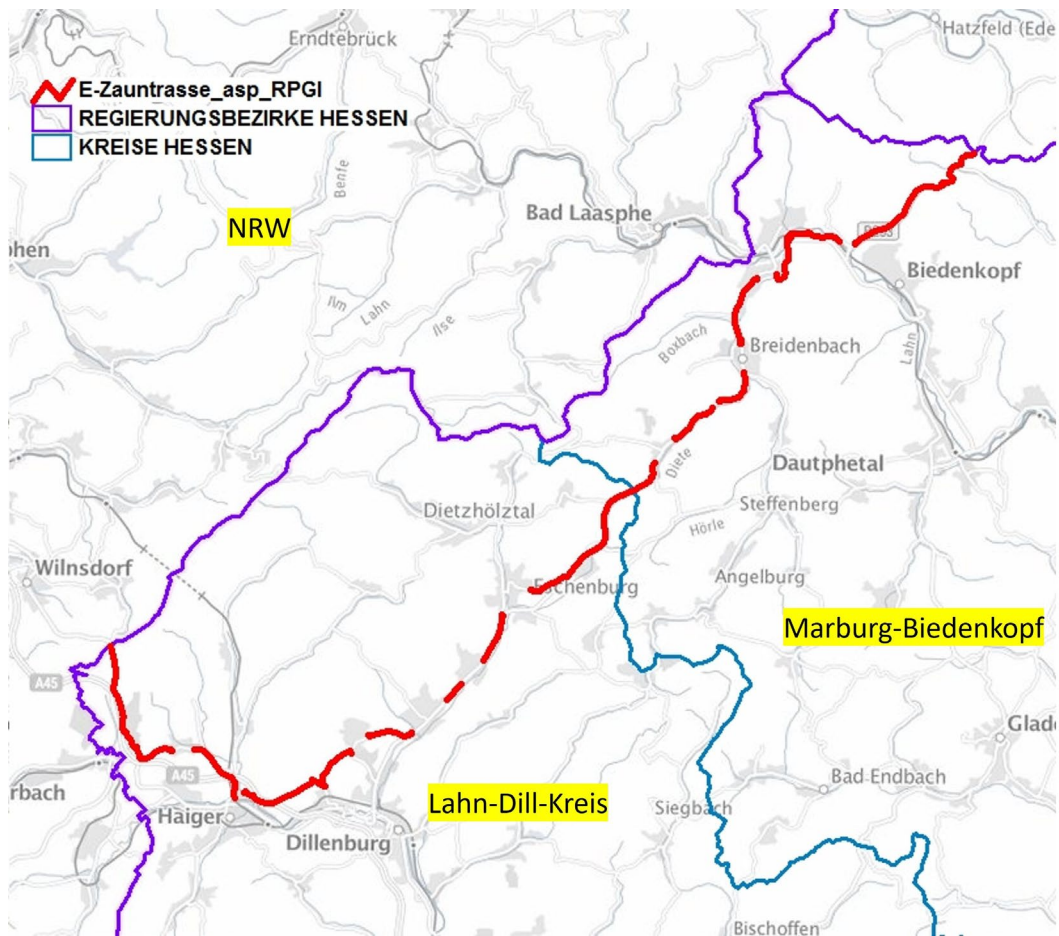 Hatzfeld (Ede
Erndtebrück
E-Zauntrasse_asp_RPGI
REGIERUNGSBEZIRKE HESSEN
KREISE HESSEN
Benfe
NRW
Bad Laasphe
phen
Biedenkopf
Ilm
Lahn
Ilse
Boxbach
Breidenbach
Lahn
Diete
Dautphetal
Dietzhölztal
Steffenberg
Hörle
Wilnsdorf
Eschenburg
Angelburg
Marburg-Biedenkopf
A45
Glad
A45
Bad Endbach
rbach
Haiger
Lahn-Dill-Kreis
Siegbach
Dillenburg
Bischoffen